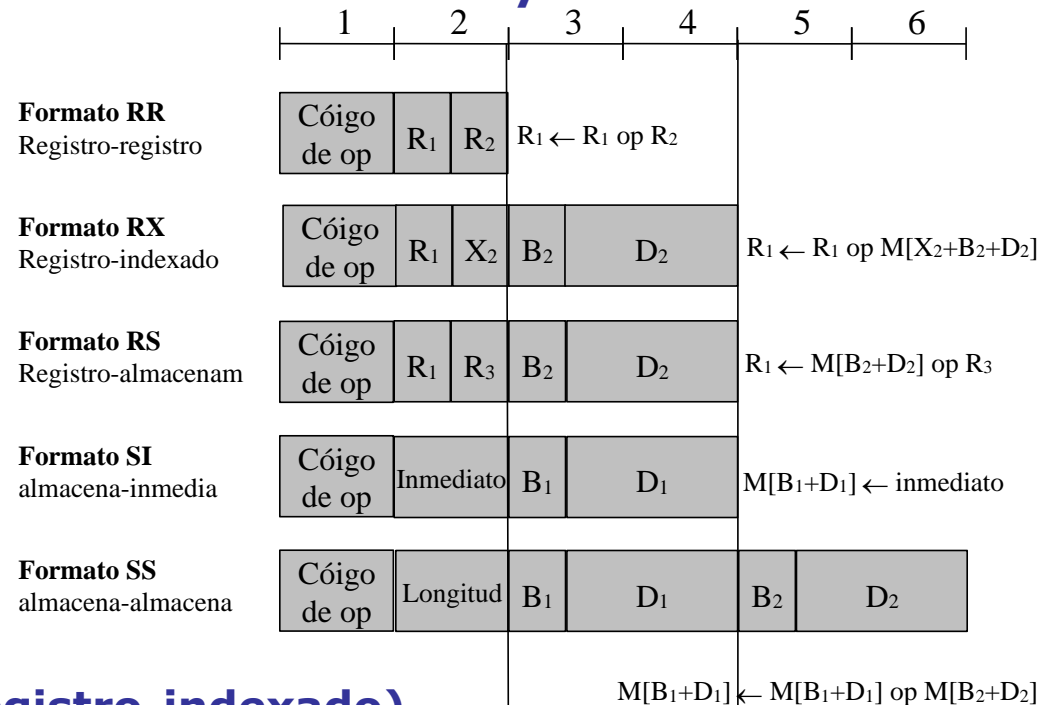 1 2 3 4 5 6
Formato RR
Registro-registro
Cóigo
de op
R1 R2
R1 ← R1 op R2
Formato RX
Registro-indexado
Cóigo
de op
R1 X2 B2 D2
R1 ← R1 op M[X2+B2+D2]
Formato RS
Registro-almacenam
Cóigo
de op
R1 R3 B2 D2
R1 ← M[B2+D2] op R3
Formato SI
almacena-inmedia
Cóigo
de op
Inmediato B1 D1
M[B1+D1] ← inmediato
Formato SS
almacena-almacena
Cóigo
de op
Longitud B1 D1 B2 D2
M[B1+D1] ← M[B1+D1] op M[B2+D2]
gistro indexado)